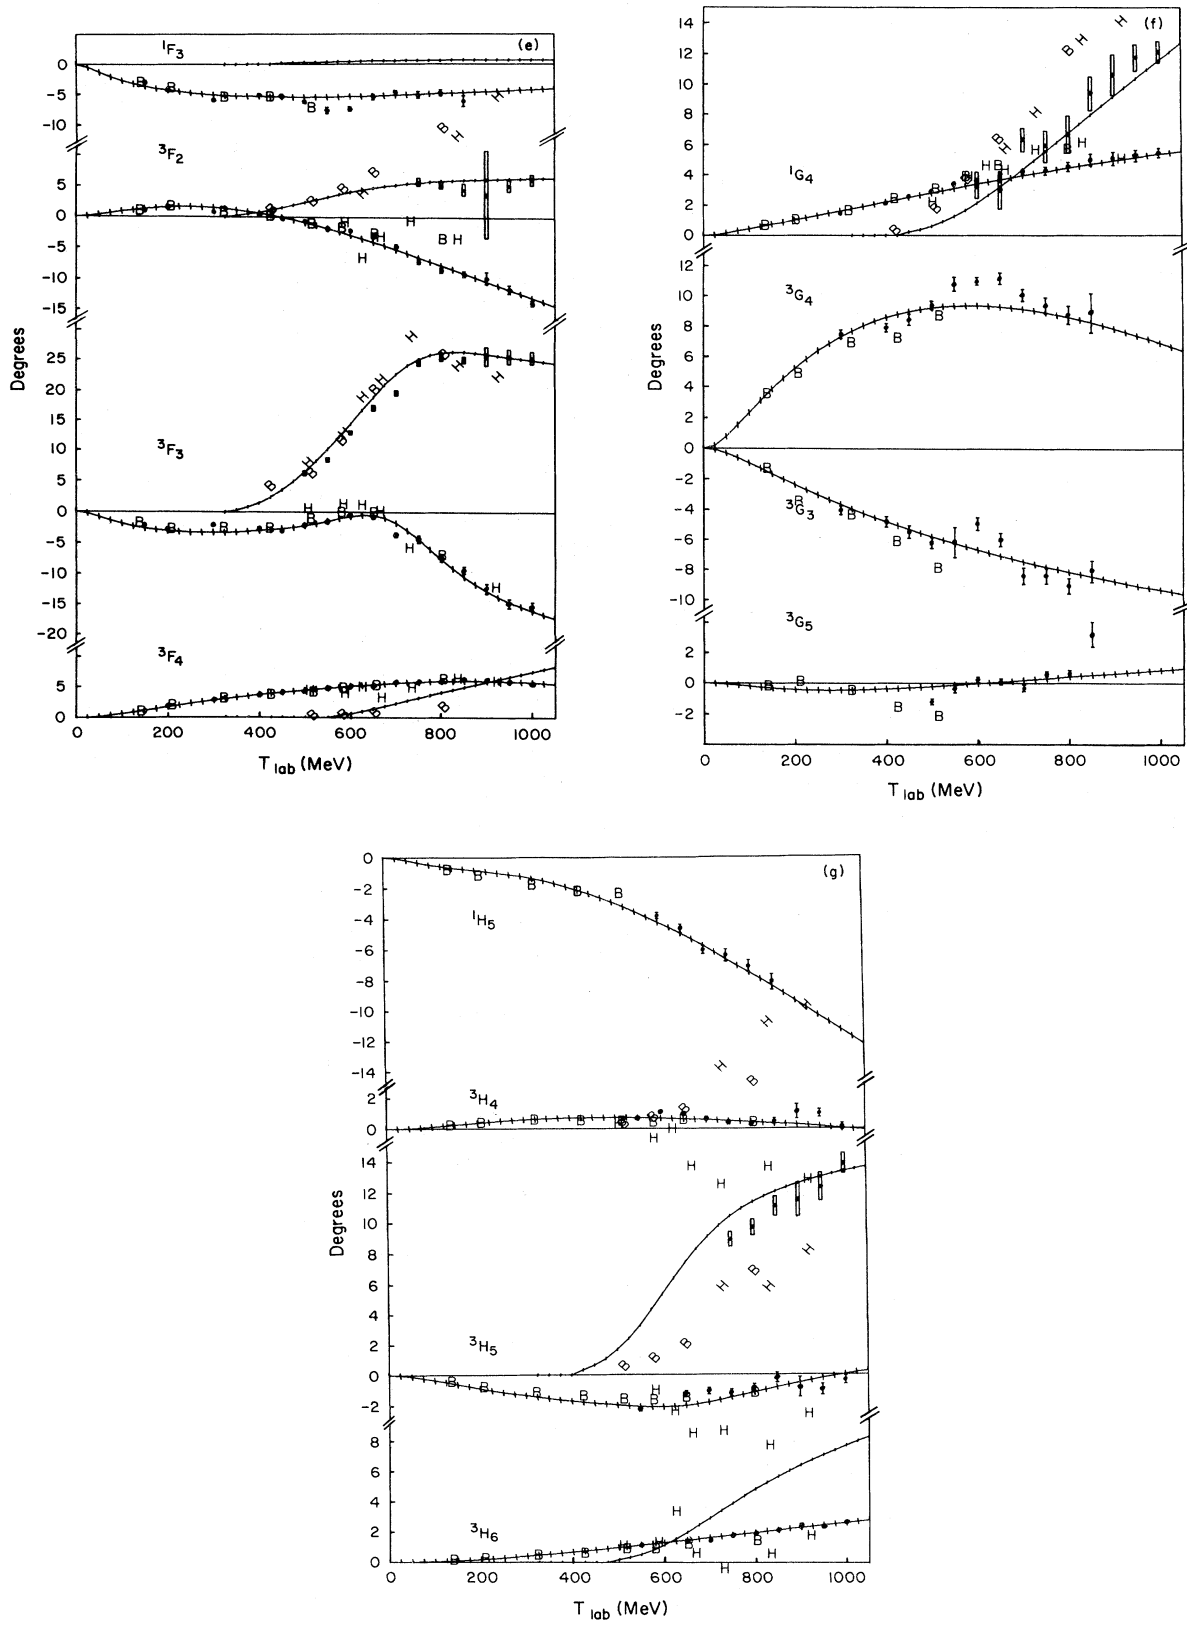 (e)
¹F₃
0
-5
-10
³F₂
5
0
-5
-10
-15
Degrees
25
20
15
10
5
³F₃
0
-5
-10
-15
-20
³F₄
5
0
0 200 400 600 800 1000
T lab (MeV)
(f)
14
12
10
8
6
4
2
0
¹G₄
12
10
8
6
4
2
0
³G₄
Degrees
-2
-4
-6
-8
-10
³G₃
³G₅
2
0
-2
0 200 400 600 800 1000
T lab (MeV)
(g)
0
-2
-4
-6
-8
-10
-12
-14
¹H₅
³H₄
2
0
14
12
10
8
6
4
2
0
-2
Degrees
³H₅
8
6
4
2
0
³H₆
0 200 400 600 800 1000
T lab (MeV)